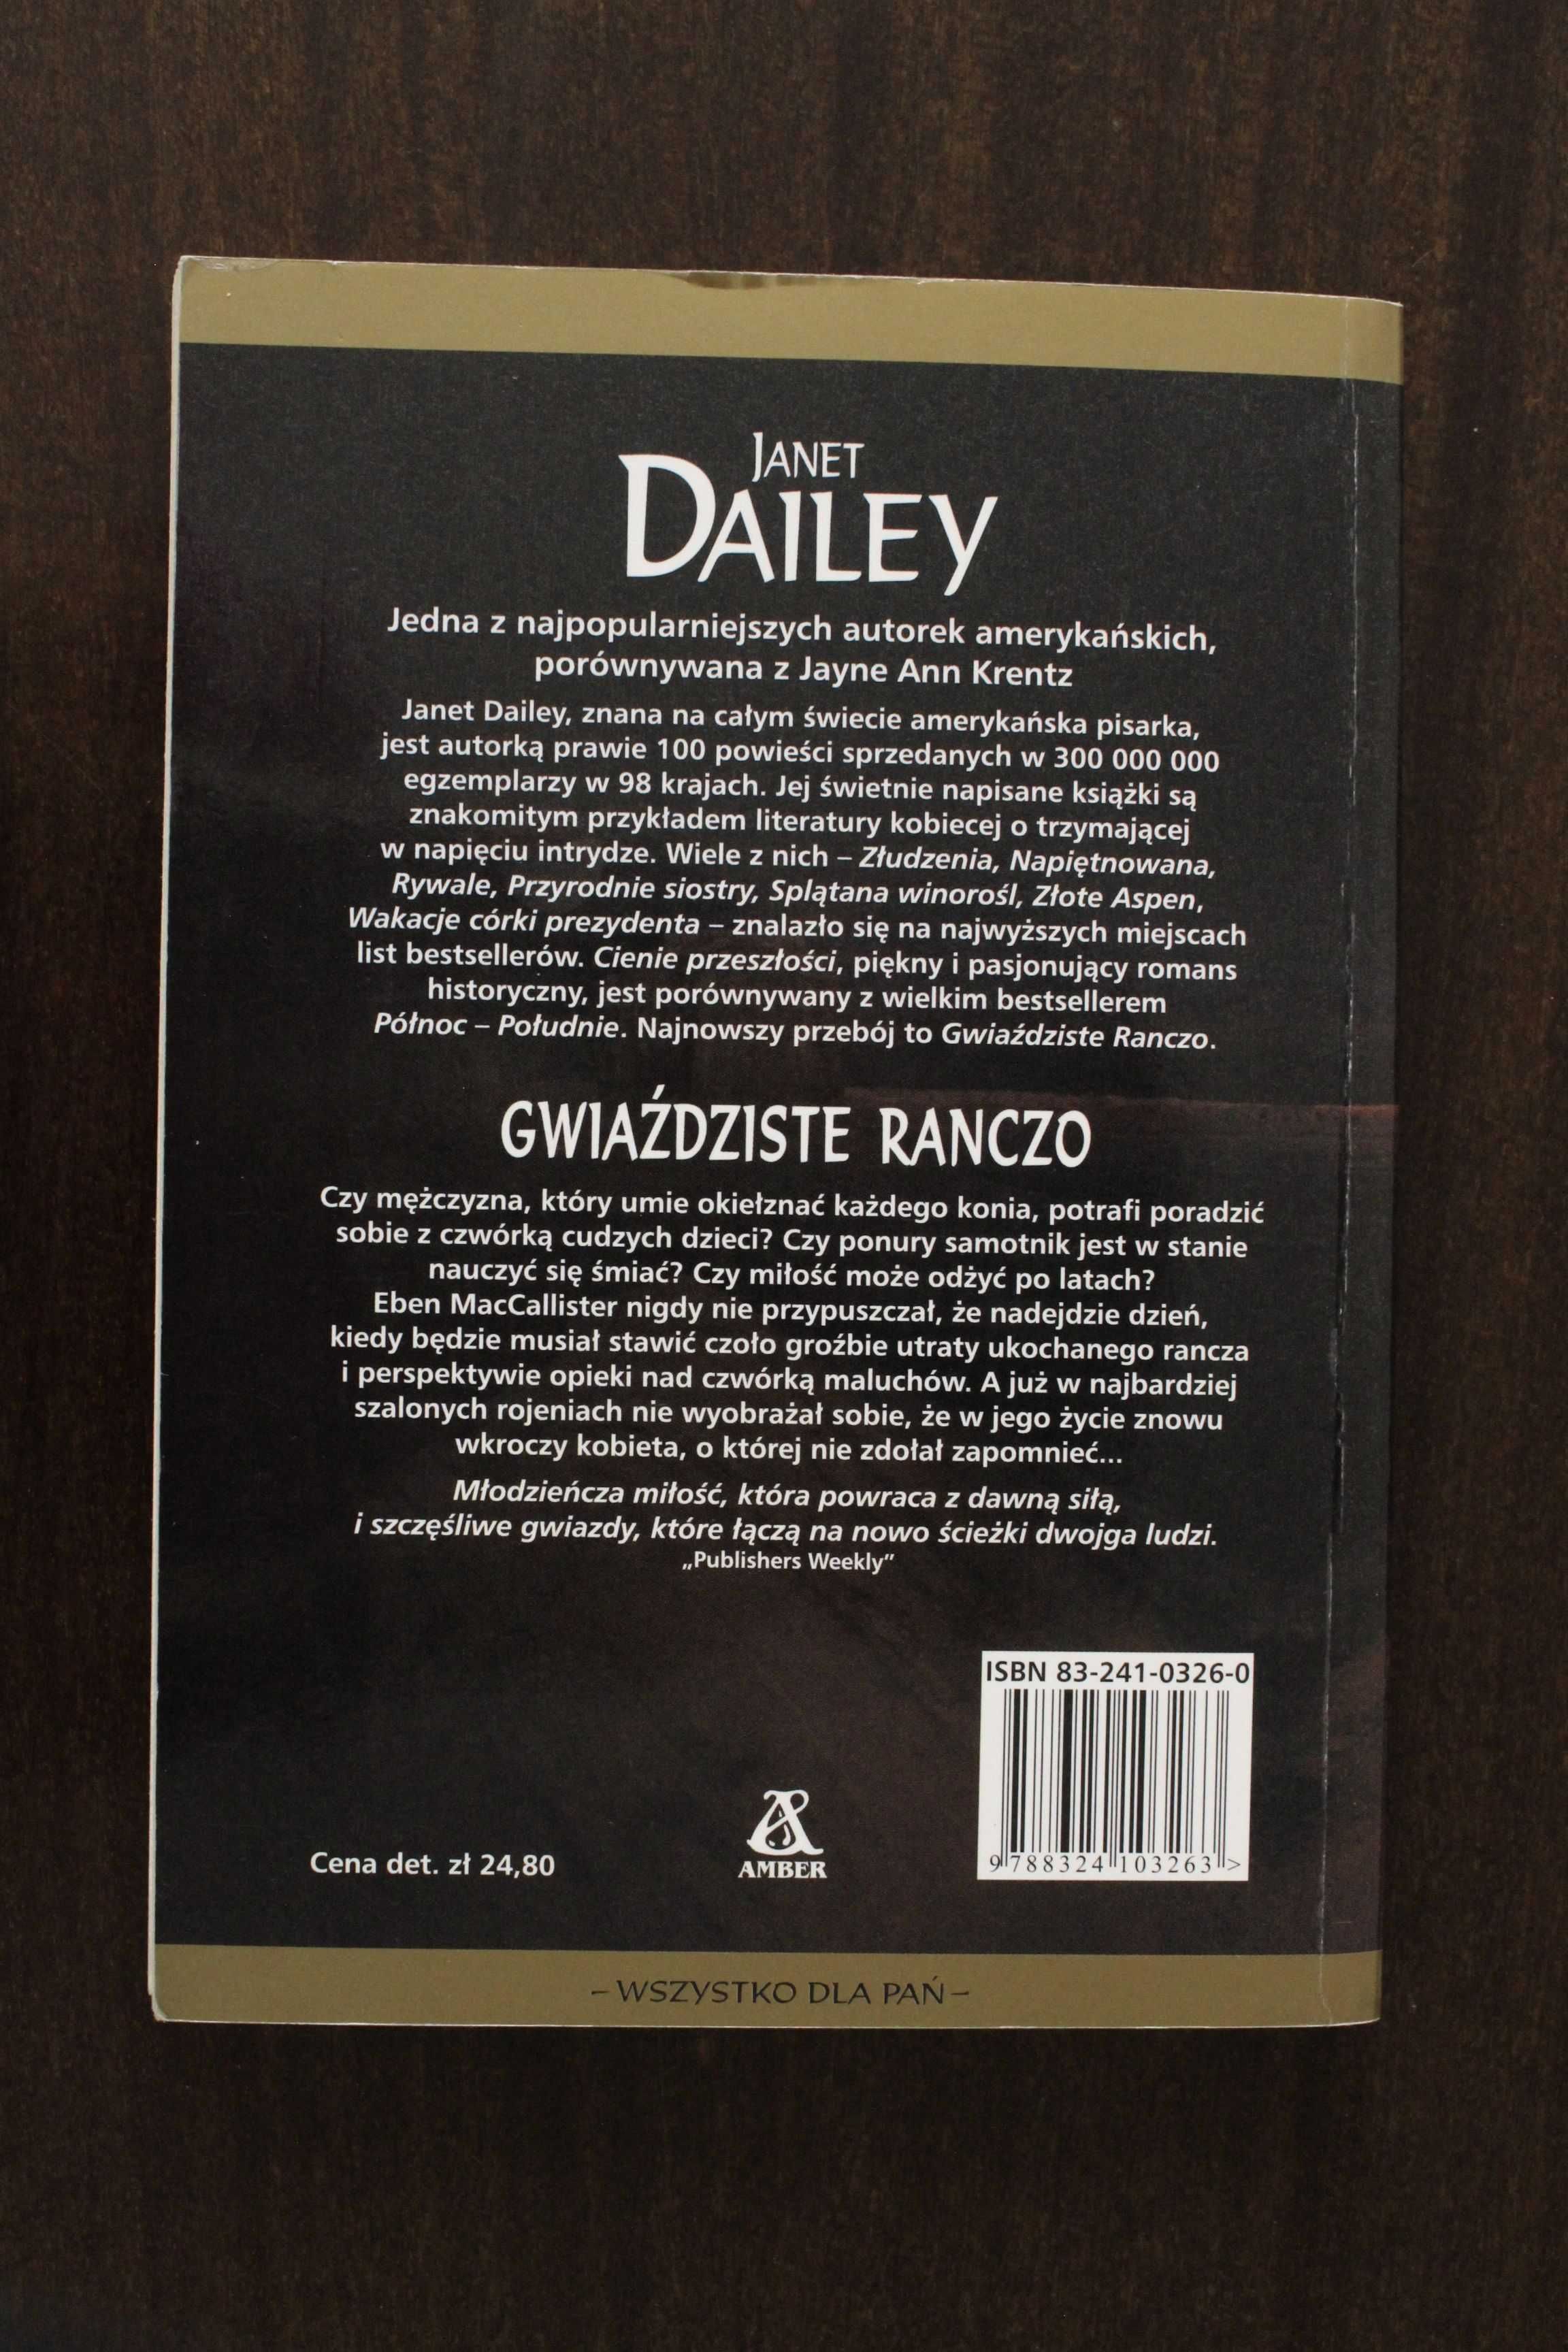 JANET
DAILEY
Jedna z najpopularniejszych autorek amerykańskich,
porównywana z Jayne Ann Krentz
Janet Dailey, znana na całym świecie amerykańska pisarka,
jest autorką prawie 100 powieści sprzedanych w 300 000 000
egzemplarzy w 98 krajach. Jej świetnie napisane książki są
znakomitym przykładem literatury kobiecej o trzymającej
w napięciu intrydze. Wiele z nich – Złudzenia, Napiętnowana,
Rywale, Przyrodnie siostry, Splątana winorośl, Złote Aspen,
Wakacje córki prezydenta – znalazło się na najwyższych miejscach
list bestsellerów. Cienie przeszłości, piękny i pasjonujący romans
historyczny, jest porównywany z wielkim bestsellerem
Północ – Południe. Najnowszy przebój to Gwiaździste Ranczo.
GWIAŹDZISTE RANCZO
Czy mężczyzna, który umie okiełznać każdego konia, potrafi poradzić
sobie z czwórką cudzych dzieci? Czy ponury samotnik jest w stanie
nauczyć się śmiać? Czy miłość może odżyć po latach?
Eben MacCallister nigdy nie przypuszczał, że nadejdzie dzień,
kiedy będzie musiał stawić czoło groźbie utraty ukochanego rancza
i perspektywie opieki nad czwórką maluchów. A już w najbardziej
szalonych rojeniach nie wyobrażał sobie, że w jego życie znowu
wkroczy kobieta, o której nie zdołał zapomnieć...
Młodzieńcza miłość, która powraca z dawną siłą,
i szczęśliwe gwiazdy, które łączą na nowo ścieżki dwojga ludzi.
„Publishers Weekly”
ISBN 83-241-0326-0
9 788324 103263 >
Cena det. zł 24,80
AMBER
– WSZYSTKO DLA PAŃ –